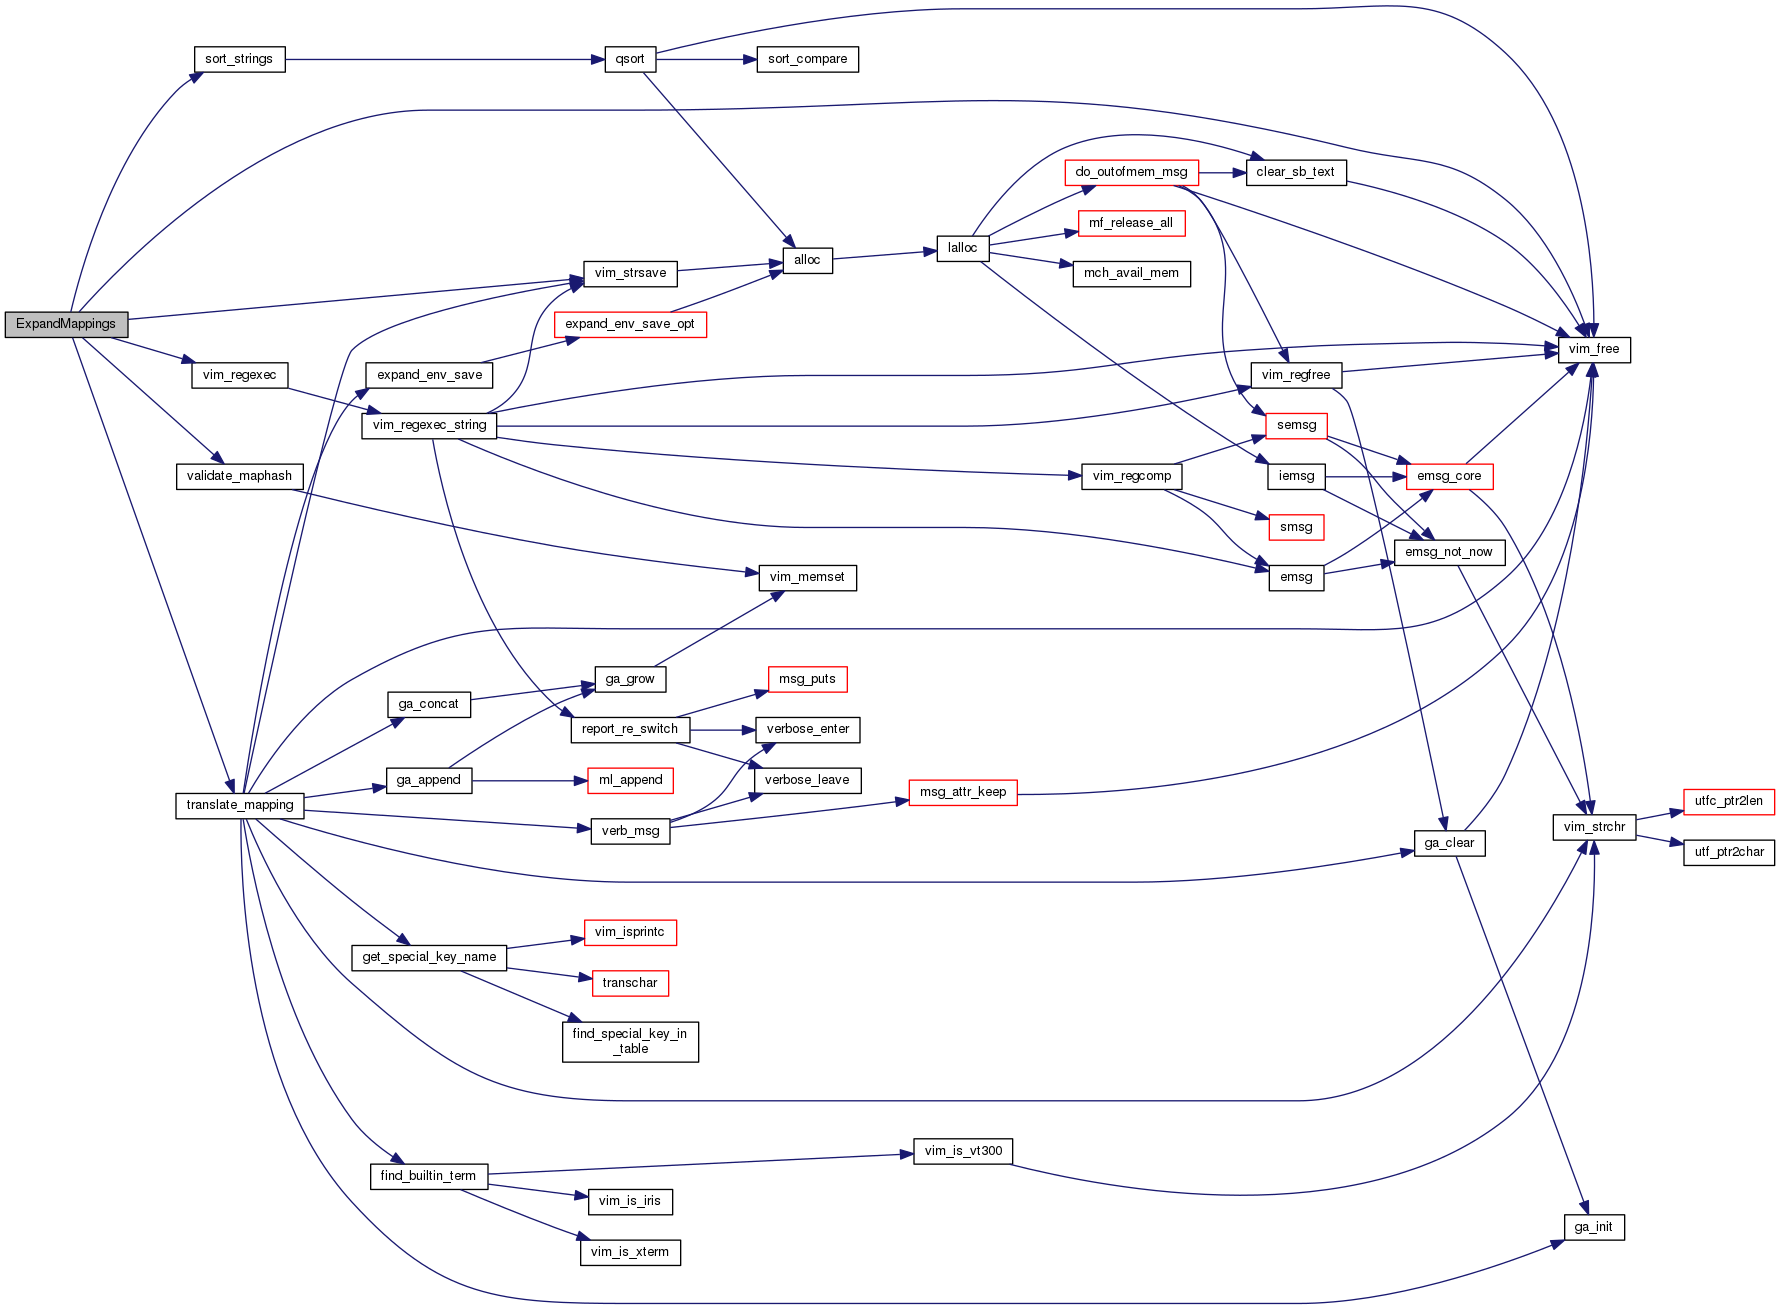 sort_strings
qsort
sort_compare
do_outofmem_msg
clear_sb_text
mf_release_all
lalloc
alloc
vim_strsave
mch_avail_mem
ExpandMappings
expand_env_save_opt
vim_free
vim_regexec
expand_env_save
vim_regfree
vim_regexec_string
semsg
validate_maphash
vim_regcomp
iemsg
emsg_core
smsg
emsg_not_now
vim_memset
emsg
ga_grow
msg_puts
ga_concat
report_re_switch
verbose_enter
ga_append
ml_append
verbose_leave
msg_attr_keep
translate_mapping
verb_msg
utfc_ptr2len
vim_strchr
ga_clear
utf_ptr2char
vim_isprintc
get_special_key_name
transchar
find_special_key_in
_table
vim_is_vt300
find_builtin_term
vim_is_iris
ga_init
vim_is_xterm